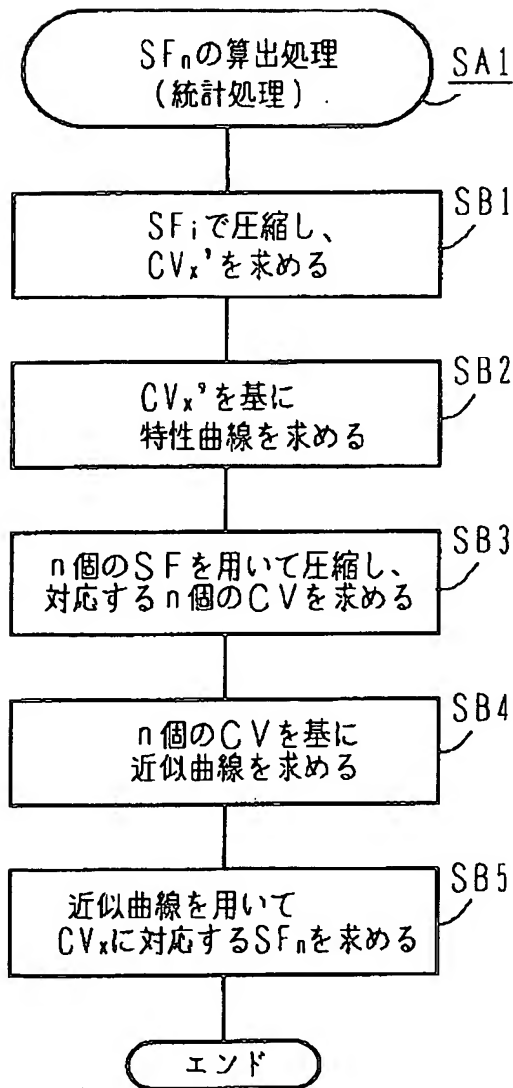 SFnの算出処理
(統計処理)
SA1
SB1
SFiで圧縮し、
CVx'を求める
SB2
CVx'を基に
特性曲線を求める
SB3
n個のSFを用いて圧縮し、
対応するn個のCVを求める
SB4
n個のCVを基に
近似曲線を求める
SB5
近似曲線を用いて
CVxに対応するSFnを求める
エンド